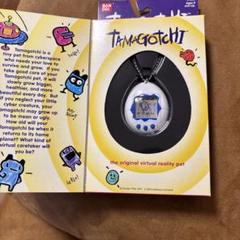 Tamagotchi is a
tiny pet from cyberspace
who needs your love to
survive and grow. If you
take good care of your
Tamagotchi pet, it will
slowly grow bigger,
healthier, and more
beautiful every day. But
if you neglect your little
cyber creature, your
Tamagotchi may grow up
to be mean or ugly.
How old will your
Tamagotchi be when it
returns to its home
planet? What kind of
virtual caretaker will
you be?
BAN
DAI
TAMAGOTCHI
the original virtual reality pet